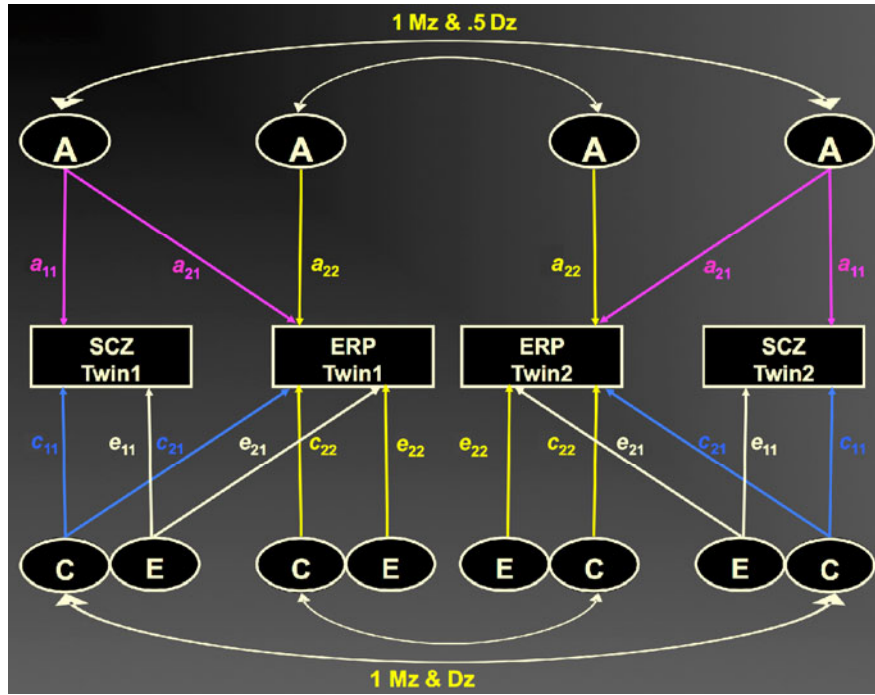 1 Mz & .5 Dz
A A A A
a11 a21 a22 a22 a21 a11
SCZ ERP ERP SCZ
Twin1 Twin1 Twin2 Twin2
c11 e11 c21 e21 c22 e22 e22 c22 e21 c21 e11 c11
C E C E E C E C
1 Mz & Dz